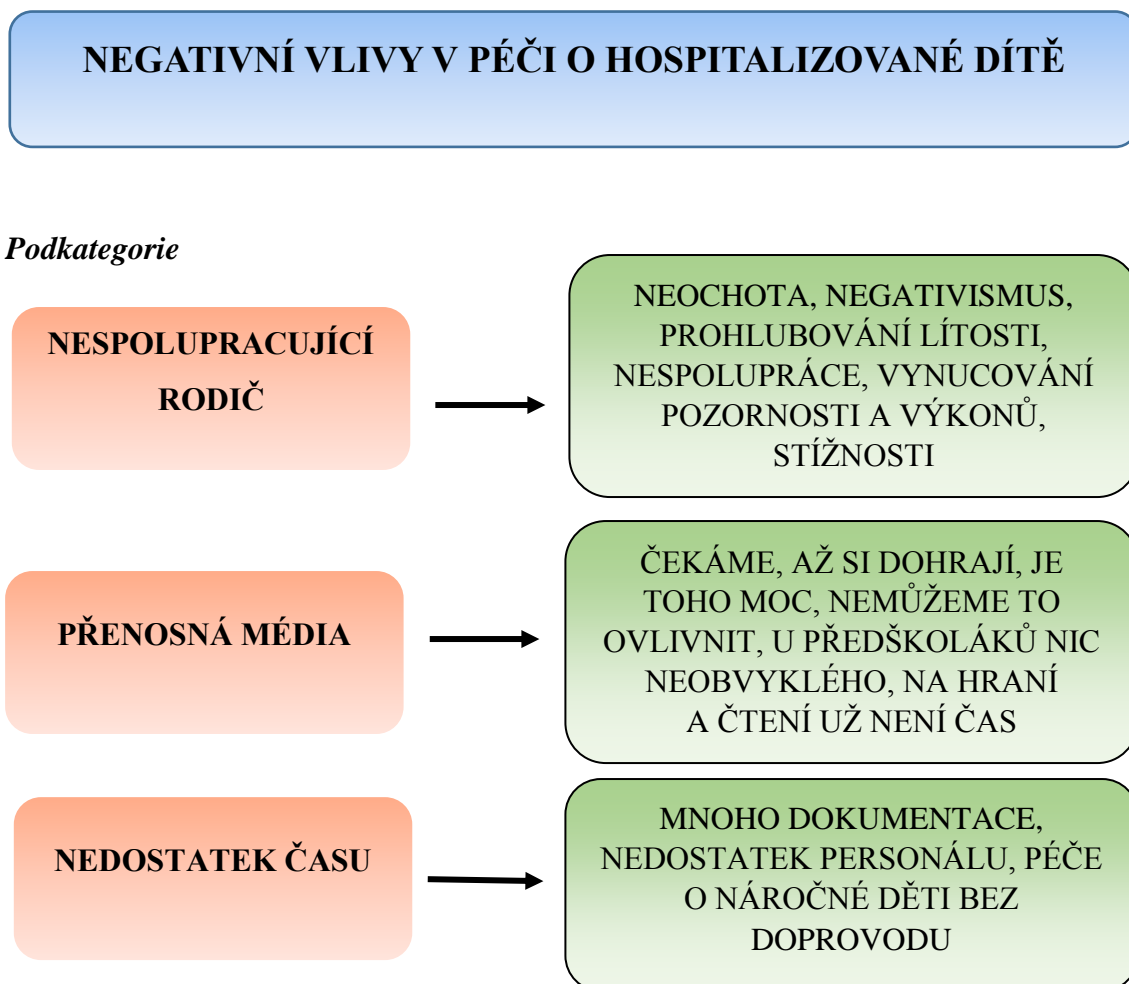 NEGATIVNÍ VLIVY V PÉČI O HOSPITALIZOVANÉ DÍTĚ
Podkategorie
NESPOLUPRACUJÍCÍ
RODIČ
NEOCHOTA, NEGATIVISMUS,
PROHLUBOVÁNÍ LÍTOSTI,
NESPOLUPRÁCE, VYNUCOVÁNÍ
POZORNOSTI A VÝKONŮ,
STÍŽNOSTI
PŘENOSNÁ MÉDIA
ČEKÁME, AŽ SI DOHRAJÍ, JE
TOHO MOC, NEMŮŽEME TO
OVLIVNIT, U PŘEDŠKOLÁKŮ NIC
NEOBVYKLÉHO, NA HRANÍ
A ČTENÍ UŽ NENÍ ČAS
NEDOSTATEK ČASU
MNOHO DOKUMENTACE,
NEDOSTATEK PERSONÁLU, PÉČE
O NÁROČNÉ DĚTI BEZ
DOPROVODU